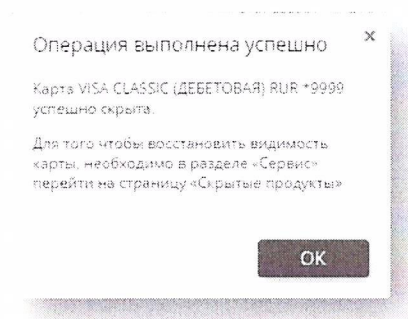 Операция выполнена успешно
Карта VISA CLASSIC (ДЕБЕТОВАЯ) RUR *9999
успешно скрыта.
Для того чтобы восстановить видимость
карты, необходимо в разделе «Сервис»
перейти на страницу «Скрытые продукты»
OK